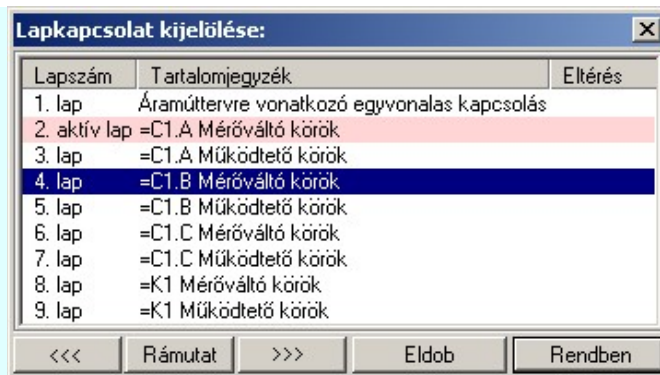 Lapkapcsolat kijelölése:
Lapszám Tartalomjegyzék Eltérés
1. lap Áramúttervre vonatkozó egyvonalas kapcsolás
2. aktív lap =C1.A Mérőváltó körök
3. lap =C1.A Működtető körök
4. lap =C1.B Mérőváltó körök
5. lap =C1.B Működtető körök
6. lap =C1.C Mérőváltó körök
7. lap =C1.C Működtető körök
8. lap =K1 Mérőváltó körök
9. lap =K1 Működtető körök
<<< Rámutat >>> Eldob Rendben